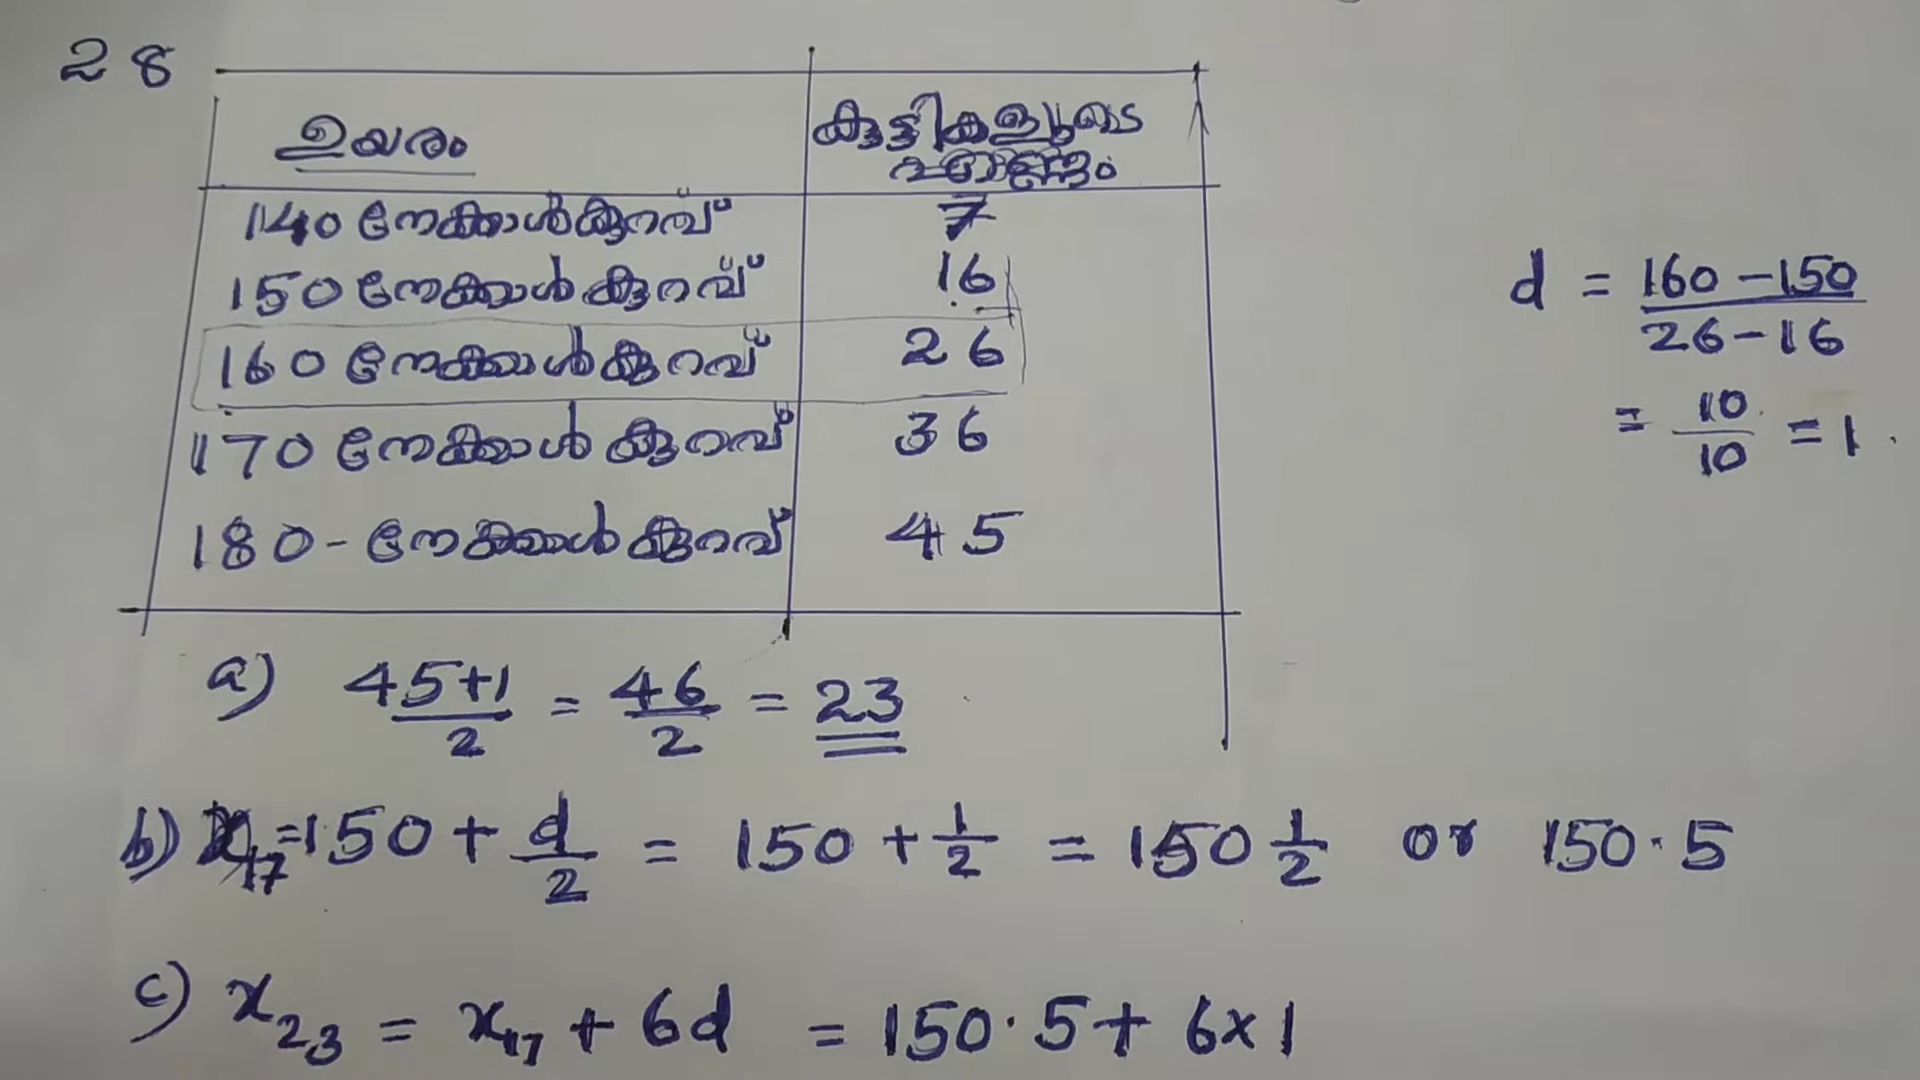 28
ഉയരം കുട്ടികളുടെ
എണ്ണം
140 നേക്കാൾ കുറവ് 7
150 നേക്കാൾ കുറവ് 16
160 നേക്കാൾ കുറവ് 26
170 നേക്കാൾ കുറവ് 36
180 - നേക്കാൾ കുറവ് 45
d = (160 - 150)/(26 - 16)
= 10/10 = 1.
a) (45+1)/2 = 46/2 = 23
b) x₁₇ = 150 + d/2 = 150 + 1/2 = 150 1/2 or 150.5
c) x₂₃ = x₁₇ + 6d = 150.5 + 6×1